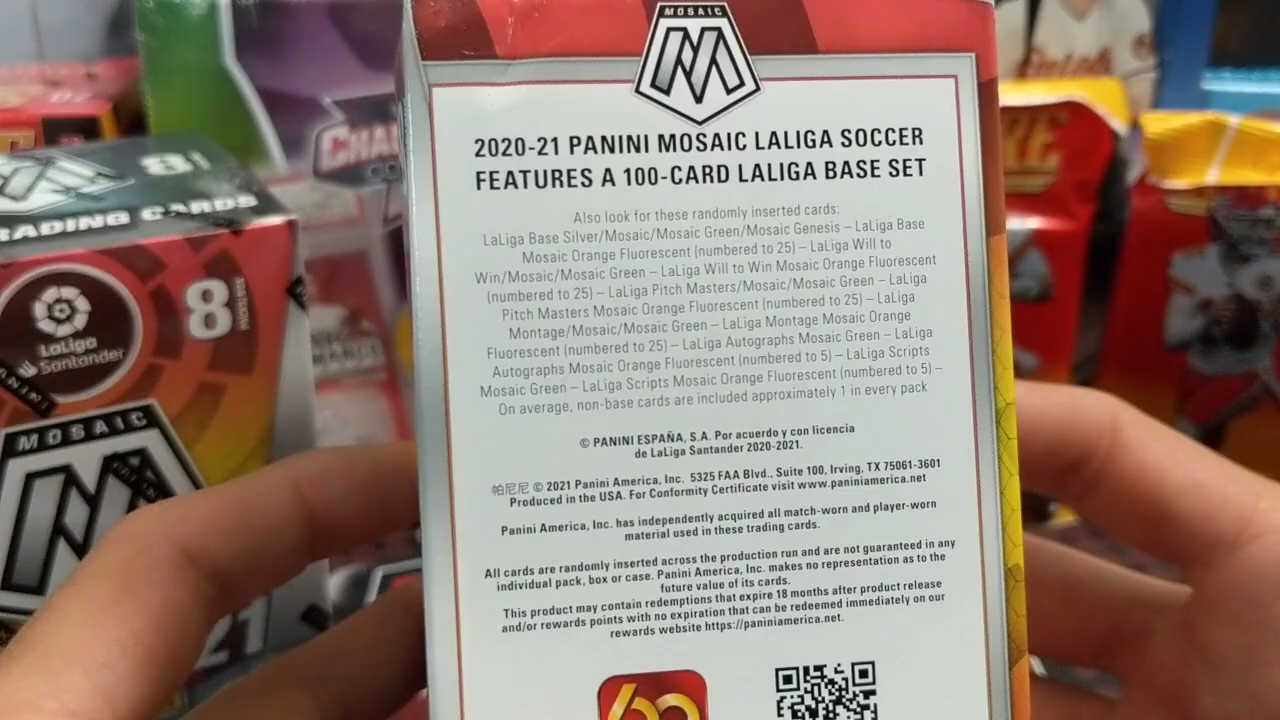 MOSAIC
2020-21 PANINI MOSAIC LALIGA SOCCER
FEATURES A 100-CARD LALIGA BASE SET
Also look for these randomly inserted cards:
LaLiga Base Silver/Mosaic/Mosaic Green/Mosaic Genesis – LaLiga Base
Mosaic Orange Fluorescent (numbered to 25) – LaLiga Will to
Win/Mosaic/Mosaic Green – LaLiga Will to Win Mosaic Orange Fluorescent
(numbered to 25) – LaLiga Pitch Masters/Mosaic/Mosaic Green – LaLiga
Pitch Masters Mosaic Orange Fluorescent (numbered to 25) – LaLiga
Montage/Mosaic/Mosaic Green – LaLiga Montage Mosaic Orange
Fluorescent (numbered to 25) – LaLiga Autographs Mosaic Green – LaLiga
Autographs Mosaic Orange Fluorescent (numbered to 5) – LaLiga Scripts
Mosaic Green – LaLiga Scripts Mosaic Orange Fluorescent (numbered to 5) –
On average, non-base cards are included approximately 1 in every pack
© PANINI ESPAÑA, S.A. Por acuerdo y con licencia
de LaLiga Santander 2020-2021.
帕尼尼 © 2021 Panini America, Inc. 5325 FAA Blvd., Suite 100, Irving, TX 75061-3601
Produced in the USA. For Conformity Certificate visit www.paniniamerica.net
Panini America, Inc. has independently acquired all match-worn and player-worn
material used in these trading cards.
All cards are randomly inserted across the production run and are not guaranteed in any
individual pack, box or case. Panini America, Inc. makes no representation as to the
future value of its cards.
This product may contain redemptions that expire 18 months after product release
and/or rewards points with no expiration that can be redeemed immediately on our
rewards website https://paniniamerica.net.
60
8
RADING CARDS
8
LaLiga
Santander
MOSAIC
21
CHA